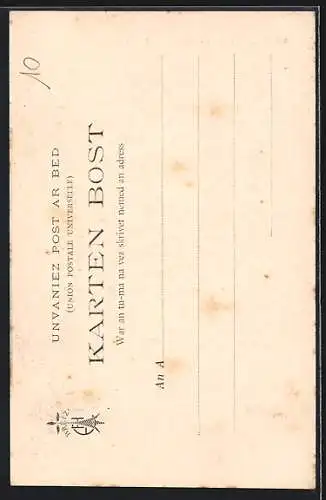 10
UNVANIEZ POST AR BED
(UNION POSTALE UNIVERSELLE)
KARTEN BOST
War an tu-ma na vez skrivet nemed an adress
An A